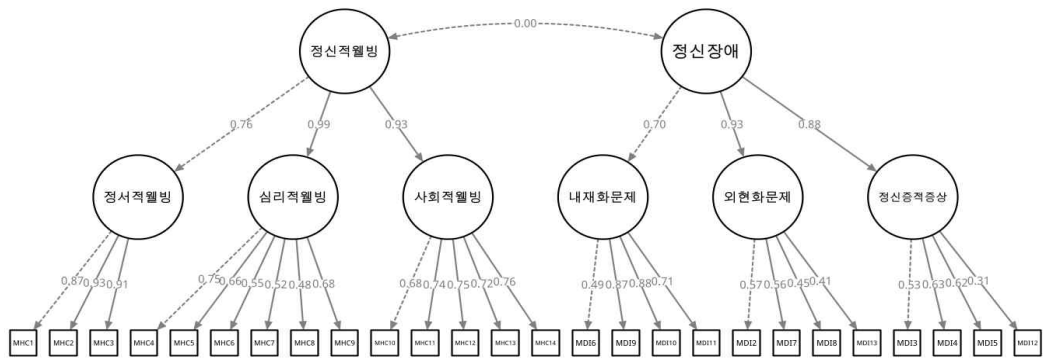 0.00
정신적웰빙 정신장애
0.76 0.99 0.93 0.70 0.93 0.88
정서적웰빙 심리적웰빙 사회적웰빙 내재화문제 외현화문제 정신증적증상
0.87 0.93 0.91 0.75 0.66 0.55 0.52 0.48 0.68 0.68 0.74 0.75 0.72 0.76 0.49 0.87 0.88 0.71 0.57 0.56 0.45 0.41 0.53 0.63 0.62 0.31
MHC1 MHC2 MHC3 MHC4 MHC5 MHC6 MHC7 MHC8 MHC9 MHC10 MHC11 MHC12 MHC13 MHC14 MDI6 MDI9 MDI10 MDI11 MDI2 MDI7 MDI8 MDI13 MDI3 MDI4 MDI5 MDI12